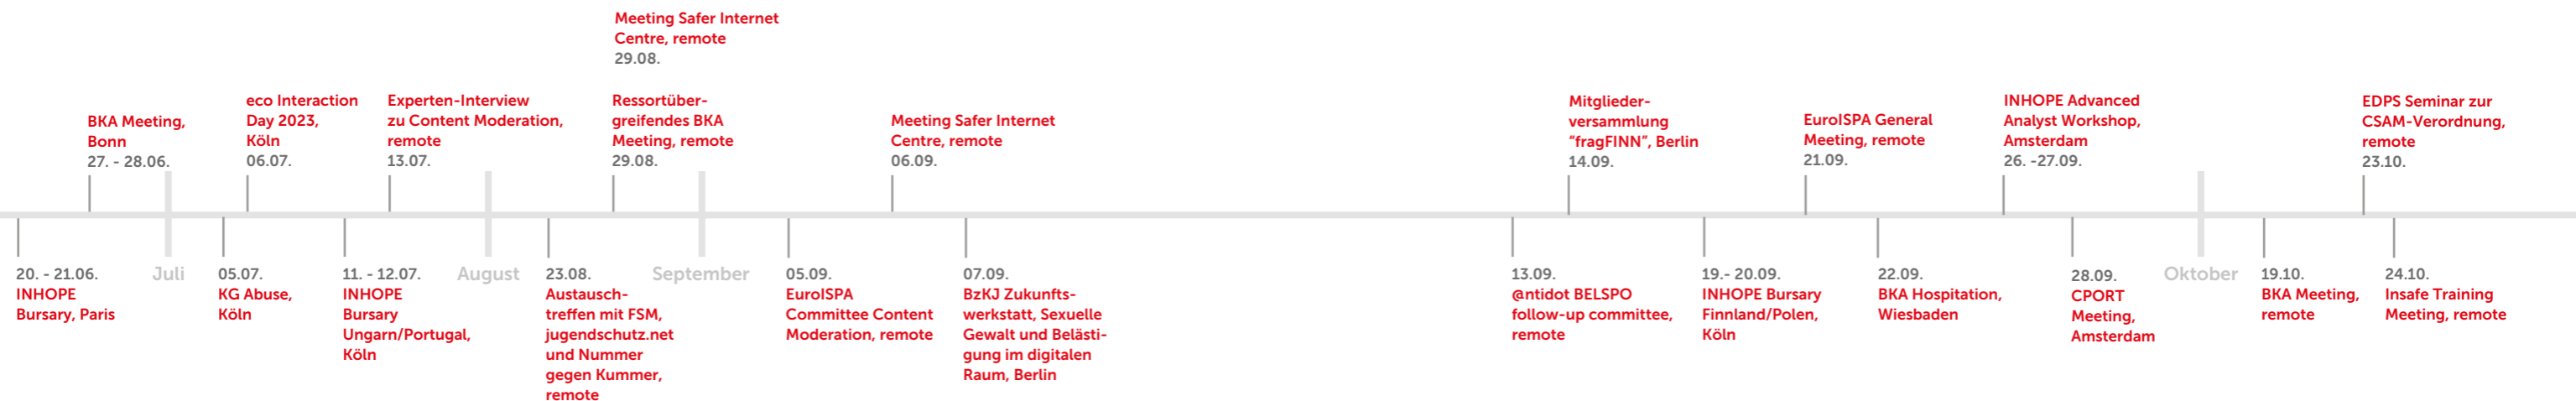 Meeting Safer Internet
Centre, remote
29.08.
BKA Meeting,
Bonn
27. - 28.06.
eco Interaction
Day 2023,
Köln
06.07.
Experten-Interview
zu Content Moderation,
remote
13.07.
Ressortüber-
greifendes BKA
Meeting, remote
29.08.
Meeting Safer Internet
Centre, remote
06.09.
Mitglieder-
versammlung
“fragFINN”, Berlin
14.09.
EuroISPA General
Meeting, remote
21.09.
INHOPE Advanced
Analyst Workshop,
Amsterdam
26. -27.09.
EDPS Seminar zur
CSAM-Verordnung,
remote
23.10.
20. - 21.06.
INHOPE
Bursary, Paris
Juli
05.07.
KG Abuse,
Köln
11. - 12.07.
INHOPE
Bursary
Ungarn/Portugal,
Köln
August
23.08.
Austausch-
treffen mit FSM,
jugendschutz.net
und Nummer
gegen Kummer,
remote
September
05.09.
EuroISPA
Committee Content
Moderation, remote
07.09.
BzKJ Zukunfts-
werkstatt, Sexuelle
Gewalt und Belästi-
gung im digitalen
Raum, Berlin
13.09.
@ntidot BELSPO
follow-up committee,
remote
19.- 20.09.
INHOPE Bursary
Finnland/Polen,
Köln
22.09.
BKA Hospitation,
Wiesbaden
28.09.
CPORT
Meeting,
Amsterdam
Oktober
19.10.
BKA Meeting,
remote
24.10.
Insafe Training
Meeting, remote